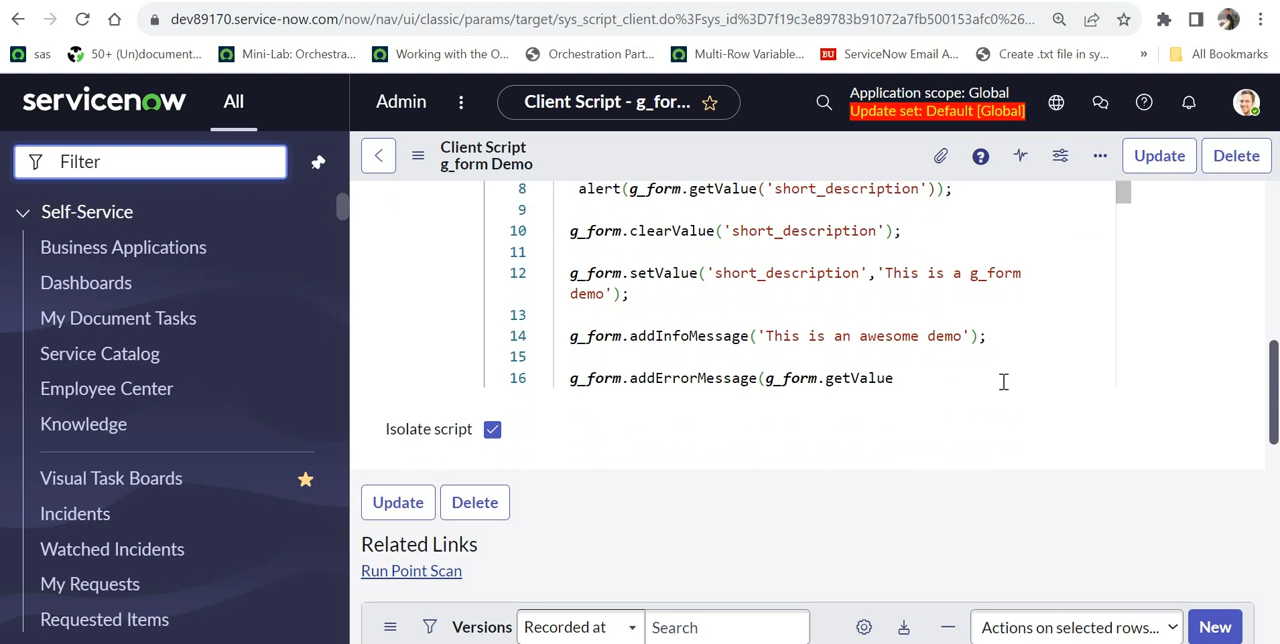 dev89170.service-now.com/now/nav/ui/classic/params/target/sys_script_client.do%3Fsys_id%3D7f19c3e89783b91072a7fb500153afc0%26...
sas
50+ (Un)document...
Mini-Lab: Orchestra...
Working with the O...
Orchestration Part...
Multi-Row Variable...
BU
ServiceNow Email A...
Create .txt file in sy...
»
All Bookmarks
servicenow
All
Admin
Client Script - g_for...
Application scope: Global
Update set: Default [Global]
Filter
Client Script
g_form Demo
Update
Delete
Self-Service
Business Applications
Dashboards
My Document Tasks
Service Catalog
Employee Center
Knowledge
Visual Task Boards
Incidents
Watched Incidents
My Requests
Requested Items
8 alert(g_form.getValue('short_description'));
9
10 g_form.clearValue('short_description');
11
12 g_form.setValue('short_description','This is a g_form
demo');
13
14 g_form.addInfoMessage('This is an awesome demo');
15
16 g_form.addErrorMessage(g_form.getValue
Isolate script
Update
Delete
Related Links
Run Point Scan
Versions
Recorded at
Search
Actions on selected rows...
New